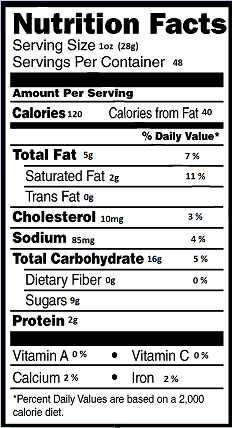 Nutrition Facts
Serving Size 1oz (28g)
Servings Per Container 48
Amount Per Serving
Calories 120 Calories from Fat 40
% Daily Value*
Total Fat 5g 7 %
Saturated Fat 2g 11 %
Trans Fat 0g
Cholesterol 10mg 3 %
Sodium 85mg 4 %
Total Carbohydrate 16g 5 %
Dietary Fiber 0g 0 %
Sugars 9g
Protein 2g
Vitamin A 0 % • Vitamin C 0 %
Calcium 2 % • Iron 2 %
*Percent Daily Values are based on a 2,000
calorie diet.